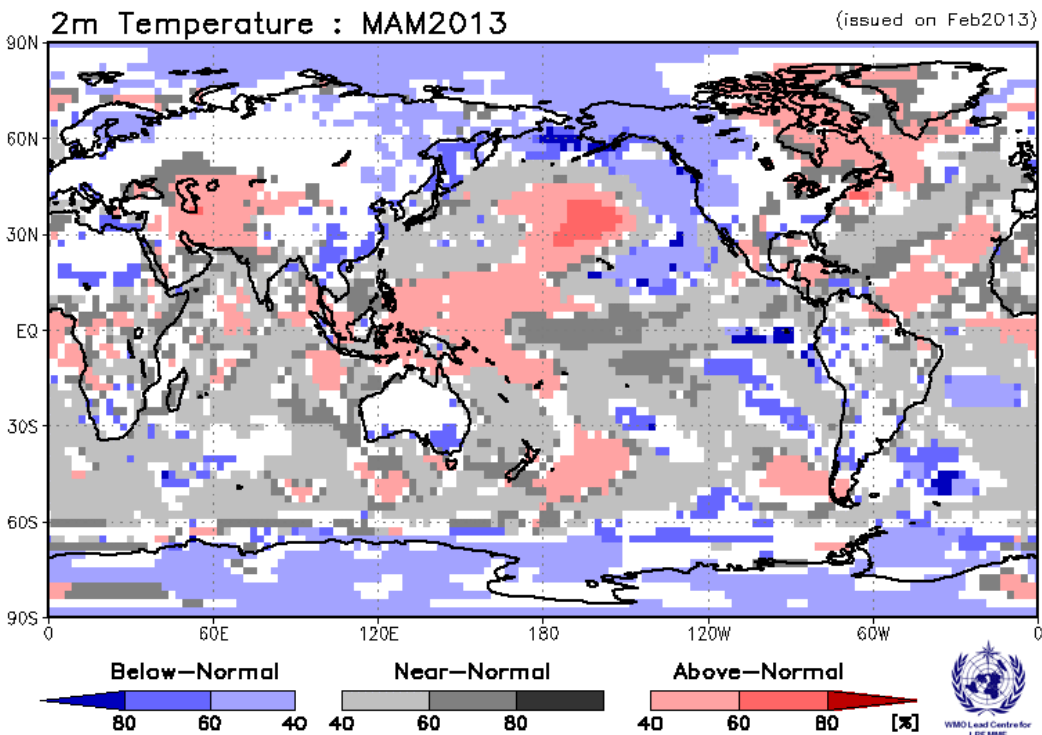 2m Temperature : MAM2013
(issued on Feb2013)
90N
60N
30N
EQ
30S
60S
90S
0 60E 120E 180 120W 60W 0
Below-Normal Near-Normal Above-Normal
80 60 40 40 60 80 40 60 80 [%]
WMO Lead Centre for